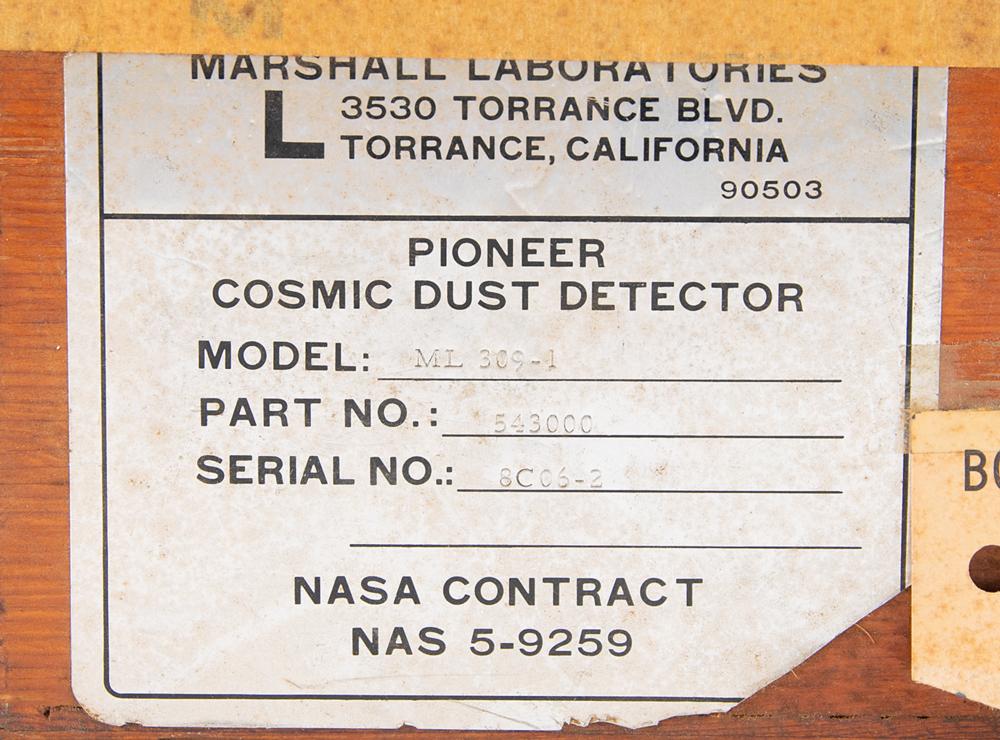 MARSHALL LABORATORIES
L 3530 TORRANCE BLVD.
TORRANCE, CALIFORNIA
90503
PIONEER
COSMIC DUST DETECTOR
MODEL: ML 309-1
PART NO.: 543000
SERIAL NO.: 8C06-2
NASA CONTRACT
NAS 5-9259